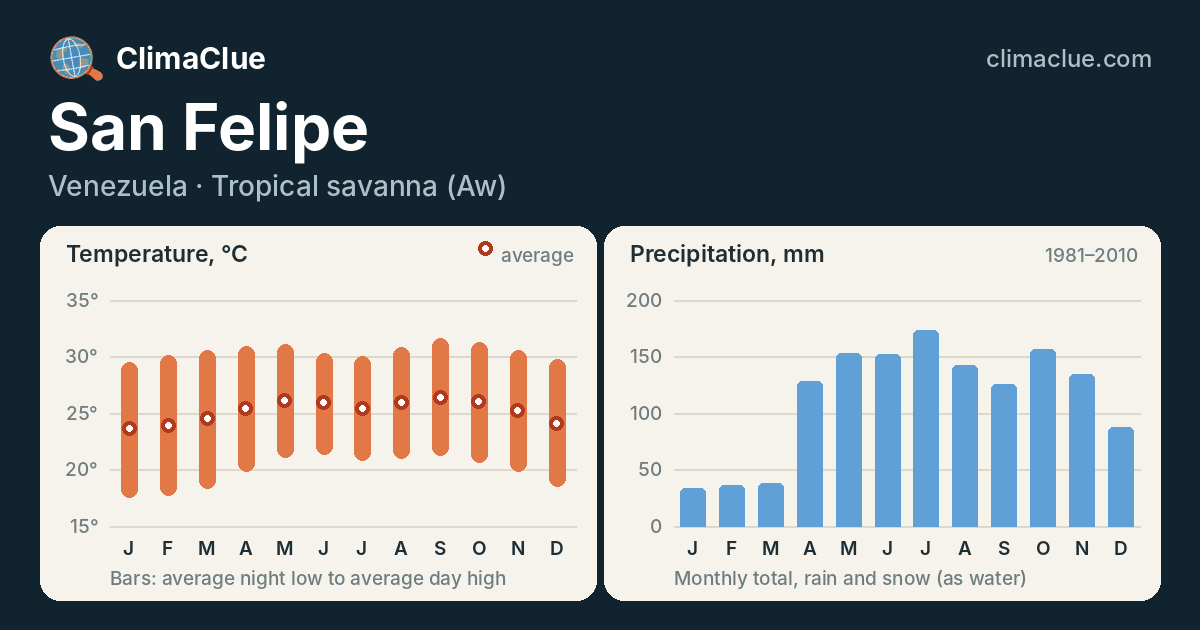 ClimaClue
climaclue.com
San Felipe
Venezuela · Tropical savanna (Aw)
Temperature, °C
average
35°
30°
25°
20°
15°
J F M A M J J A S O N D
Bars: average night low to average day high
Precipitation, mm
1981–2010
200
150
100
50
0
J F M A M J J A S O N D
Monthly total, rain and snow (as water)